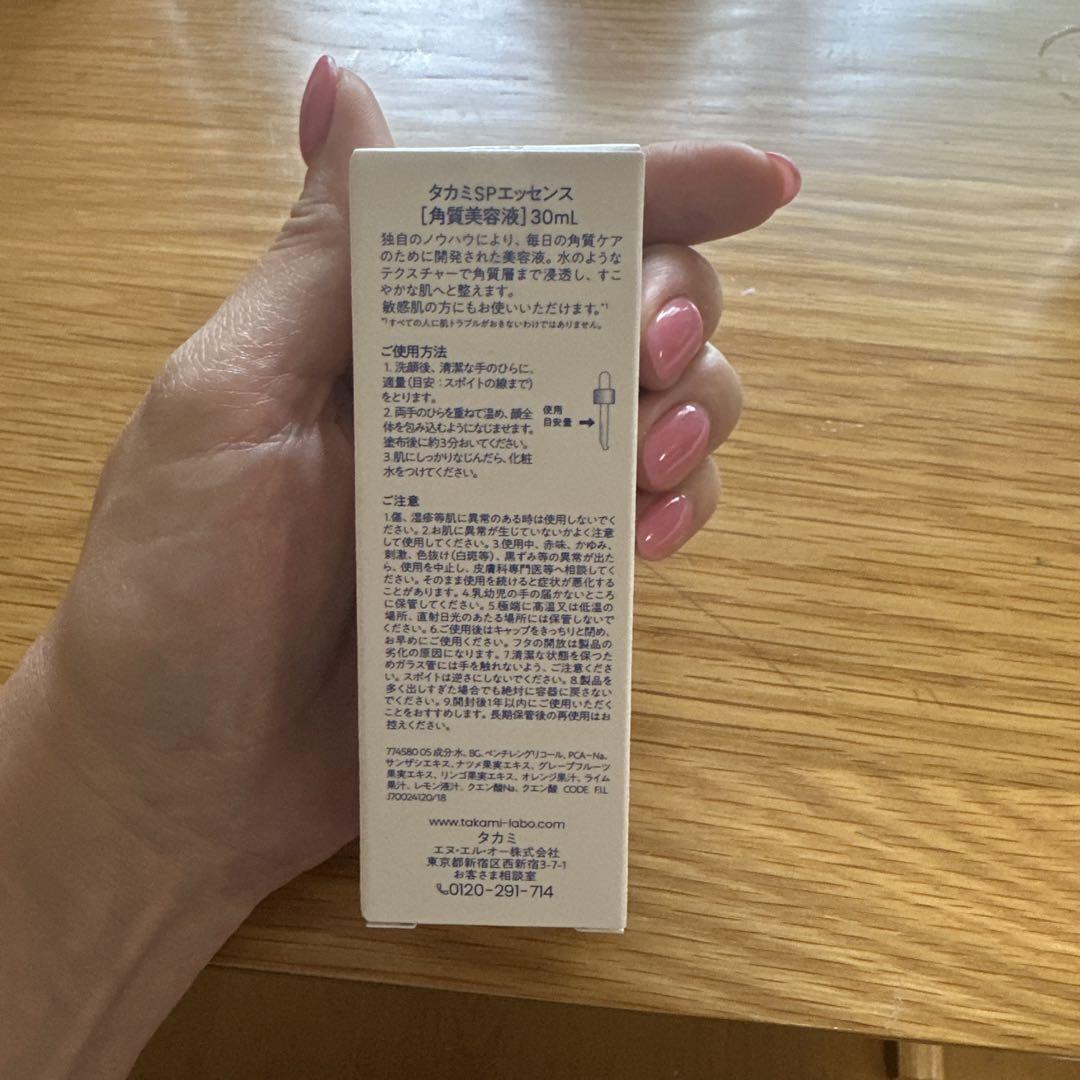 タカミSPエッセンス
[角質美容液]30mL
独自のノウハウにより、毎日の角質ケア
のために開発された美容液。水のような
テクスチャーで角質層まで浸透し、すこ
やかな肌へと整えます。
敏感肌の方にもお使いいただけます。*1
*1すべての人に肌トラブルがおきないわけではありません。
ご使用方法
1. 洗顔後、清潔な手のひらに、
適量(目安:スポイトの線まで)
をとります。
2. 両手のひらを重ねて温め、顔全
体を包み込むようになじませます。
塗布後に約3分おいてください。
3.肌にしっかりなじんだら、化粧
水をつけてください。
使用
目安量
ご注意
1.傷、湿疹等肌に異常のある時は使用しないでく
ださい。2.お肌に異常が生じていないかよく注意
して使用してください。3.使用中、赤味、かゆみ、
刺激、色抜け(白斑等)、黒ずみ等の異常が出た
ら、使用を中止し、皮膚科専門医等へ相談してく
ださい。そのまま使用を続けると症状が悪化する
ことがあります。4.乳幼児の手の届かないところ
に保管してください。5.極端に高温又は低温の
場所、直射日光のあたる場所には保管しないで
ください。6.ご使用後はキャップをきっちりと閉め、
お早めにご使用ください。フタの開放は製品の
劣化の原因になります。7.清潔な状態を保つた
めガラス管には手を触れないよう、ご注意くださ
い。スポイトは逆さにしないでください。8.製品を
多く出しすぎた場合でも絶対に容器に戻さない
でください。9.開封後1年以内にご使用いただく
ことをおすすめします。長期保管後の再使用はお
控えください。
774580 05 成分:水、BG、ペンチレングリコール、PCA-Na、
サンザシエキス、ナツメ果実エキス、グレープフルーツ
果実エキス、リンゴ果実エキス、オレンジ果汁、ライム
果汁、レモン液汁、クエン酸Na、クエン酸 CODE F.I.L
J70024120/18
www.takami-labo.com
タカミ
エヌ・エル・オー株式会社
東京都新宿区西新宿3-7-1
お客さま相談室
0120-291-714